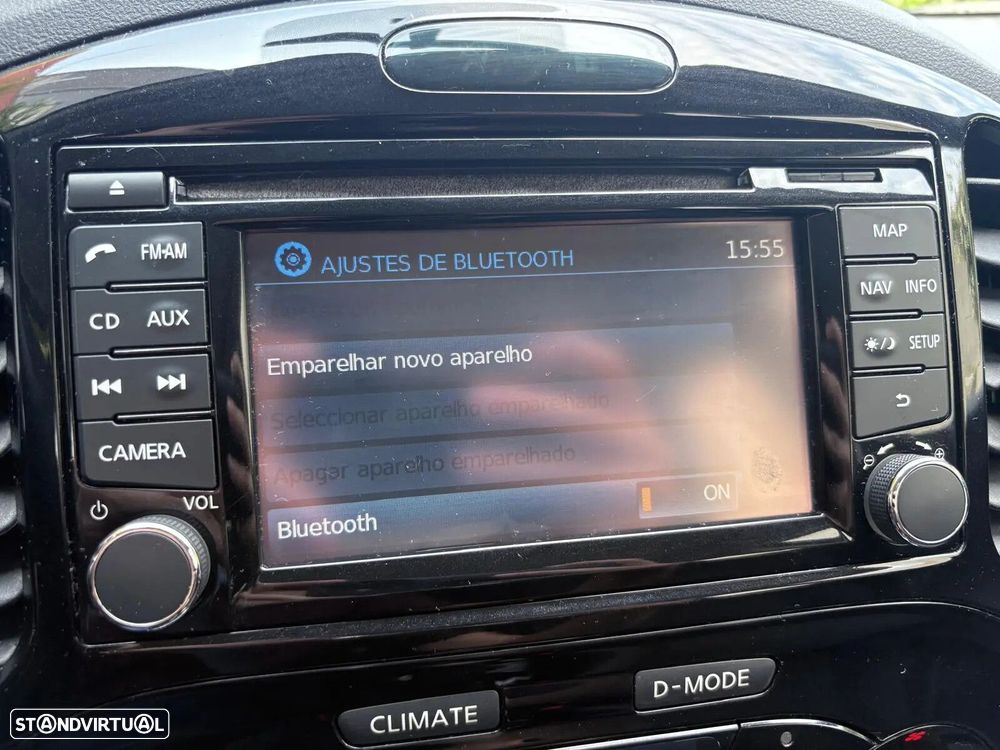 AJUSTES DE BLUETOOTH 15:55
Emparelhar novo aparelho
Seleccionar aparelho emparelhado
Apagar aparelho emparelhado
Bluetooth ON
FM-AM
CD AUX
CAMERA
VOL
MAP
NAV INFO
SETUP
CLIMATE
D-MODE
STANDVIRTUAL